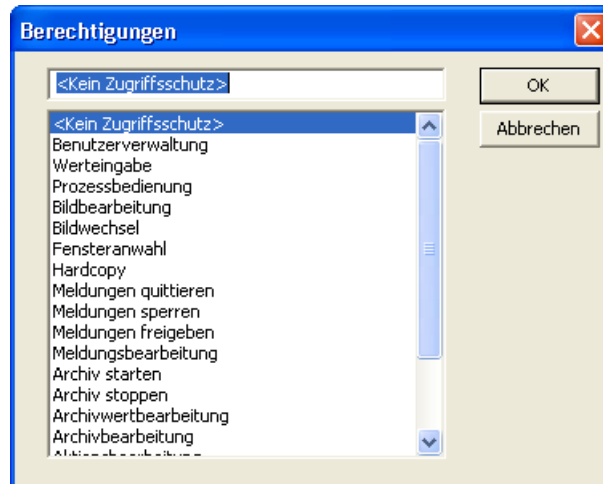 Berechtigungen
<Kein Zugriffsschutz>
OK
<Kein Zugriffsschutz>
Abbrechen
Benutzerverwaltung
Werteingabe
Prozessbedienung
Bildbearbeitung
Bildwechsel
Fensteranwahl
Hardcopy
Meldungen quittieren
Meldungen sperren
Meldungen freigeben
Meldungsbearbeitung
Archiv starten
Archiv stoppen
Archivwertbearbeitung
Archivbearbeitung